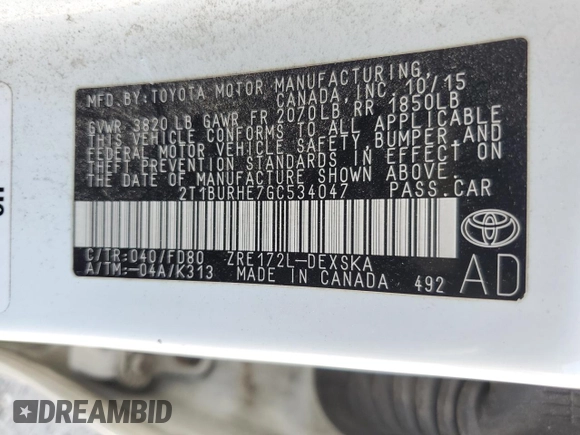 MFD. BY:TOYOTA MOTOR MANUFACTURING,
CANADA, INC. 10/15
GVWR 3820 LB GAWR FR 2070LB RR 1850LB
THIS VEHICLE CONFORMS TO ALL APPLICABLE
FEDERAL MOTOR VEHICLE SAFETY, BUMPER, AND
THEFT PREVENTION STANDARDS IN EFFECT ON
THE DATE OF MANUFACTURE SHOWN ABOVE.
2T1BURHE7GC534047 PASS.CAR
C/TR:040/FD80 ZRE172L-DEXSKA
A/TM:-04A/K313 MADE IN CANADA 492
AD
DREAMBID